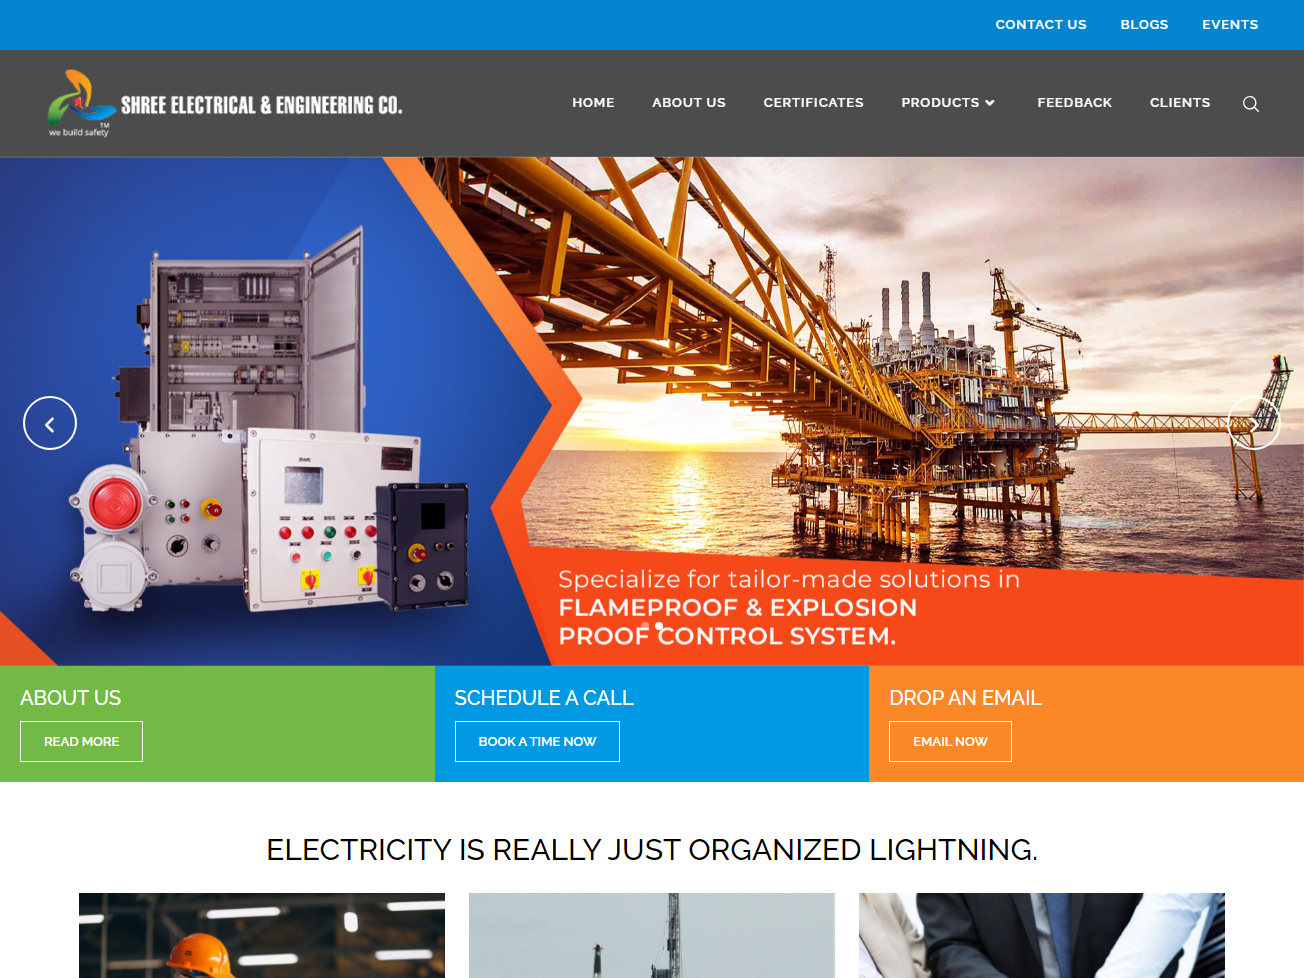 CONTACT US
BLOGS
EVENTS
SHREE ELECTRICAL & ENGINEERING CO.
TM
we build safety
HOME
ABOUT US
CERTIFICATES
PRODUCTS
FEEDBACK
CLIENTS
Specialize for tailor-made solutions in
FLAMEPROOF & EXPLOSION
PROOF CONTROL SYSTEM.
ABOUT US
READ MORE
SCHEDULE A CALL
BOOK A TIME NOW
DROP AN EMAIL
EMAIL NOW
ELECTRICITY IS REALLY JUST ORGANIZED LIGHTNING.